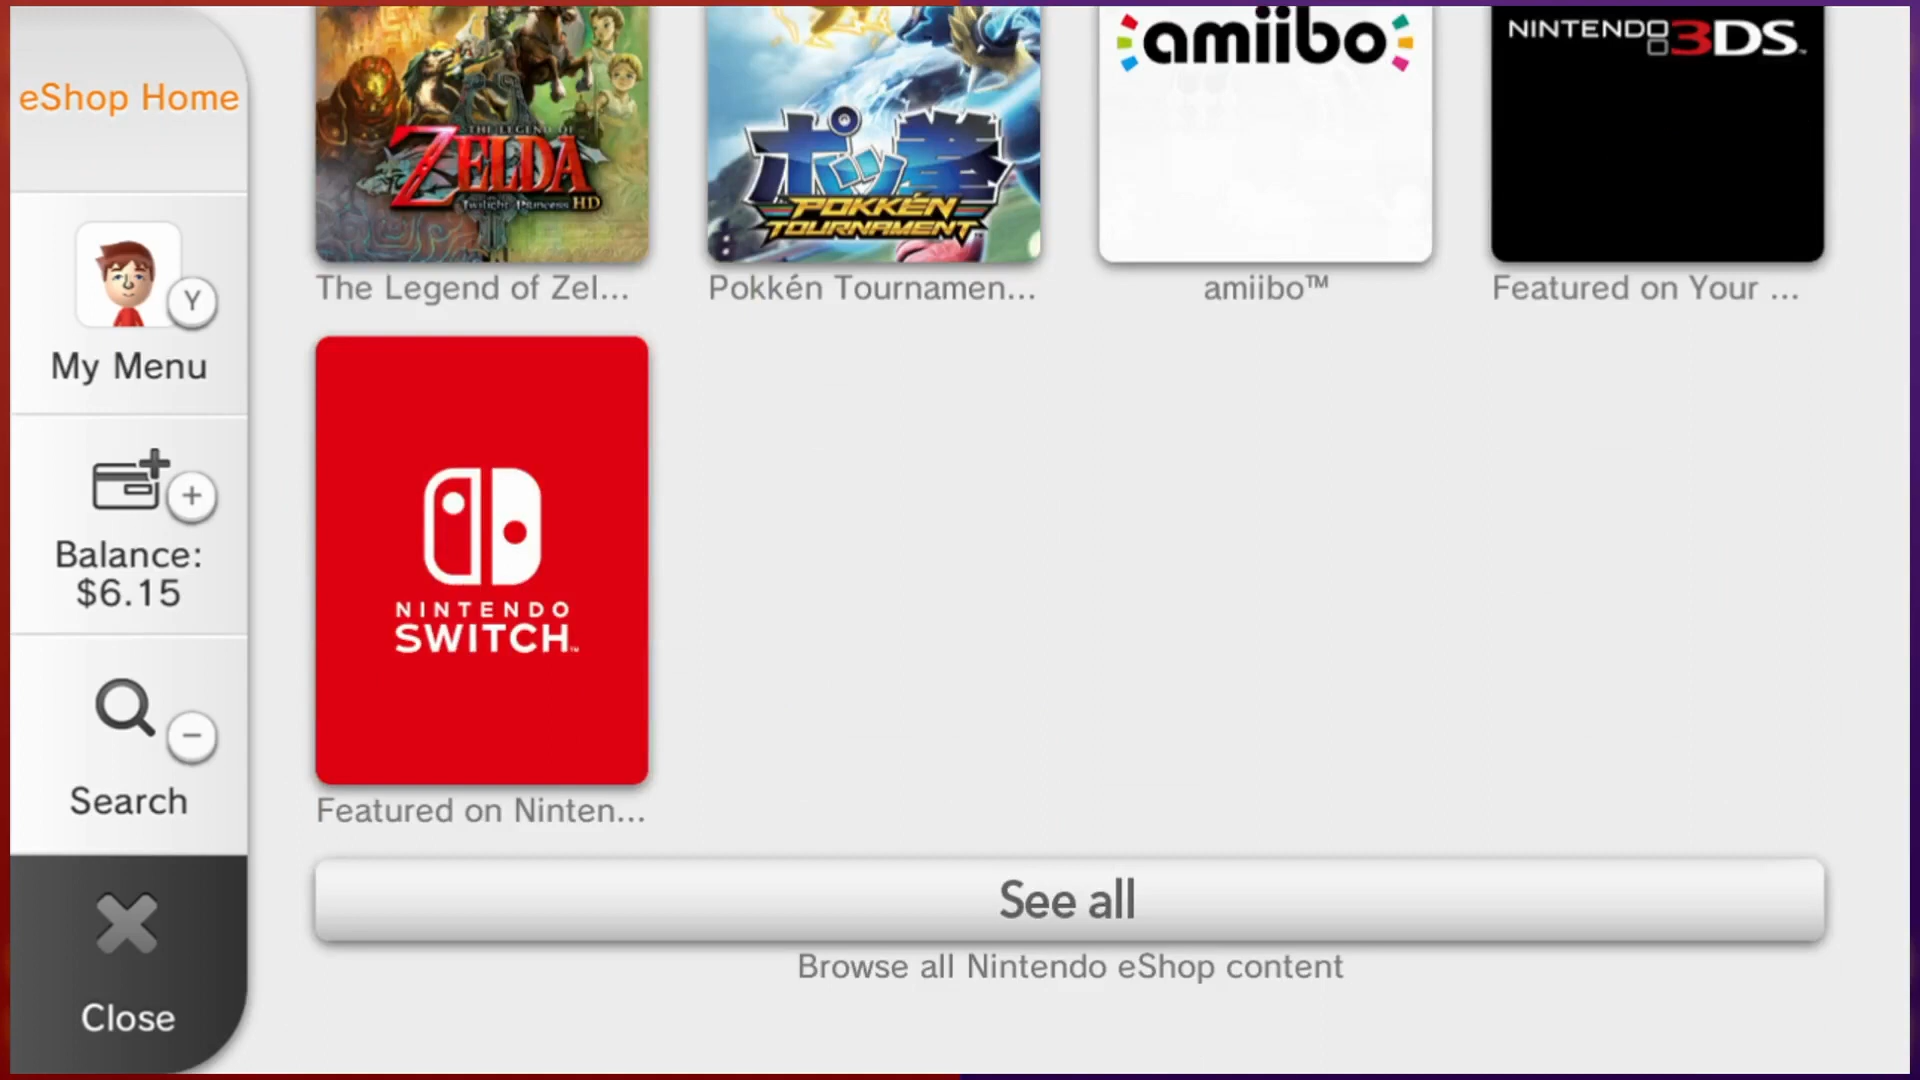 eShop Home
Y
My Menu
+
Balance:
$6.15
−
Search
Close
THE LEGEND OF
ZELDA
Twilight Princess HD
The Legend of Zel...
ポッ拳
POKKÉN
TOURNAMENT
Pokkén Tournamen...
amiibo
amiibo™
NINTENDO 3DS™
Featured on Your ...
NINTENDO
SWITCH™
Featured on Ninten...
See all
Browse all Nintendo eShop content